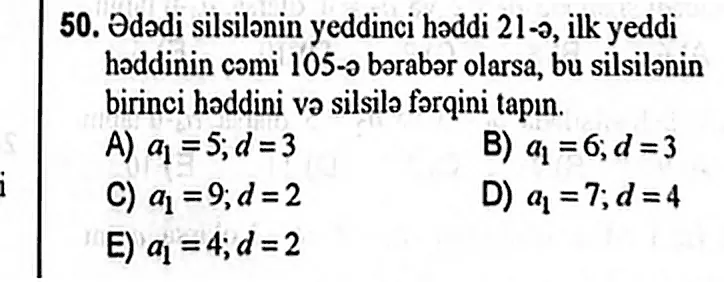 50. Ədədi silsilənin yeddinci həddi 21-ə, ilk yeddi
həddinin cəmi 105-ə bərabər olarsa, bu silsilənin
birinci həddini və silsilə fərqini tapın.
A) a₁ = 5; d = 3 B) a₁ = 6; d = 3
C) a₁ = 9; d = 2 D) a₁ = 7; d = 4
E) a₁ = 4; d = 2